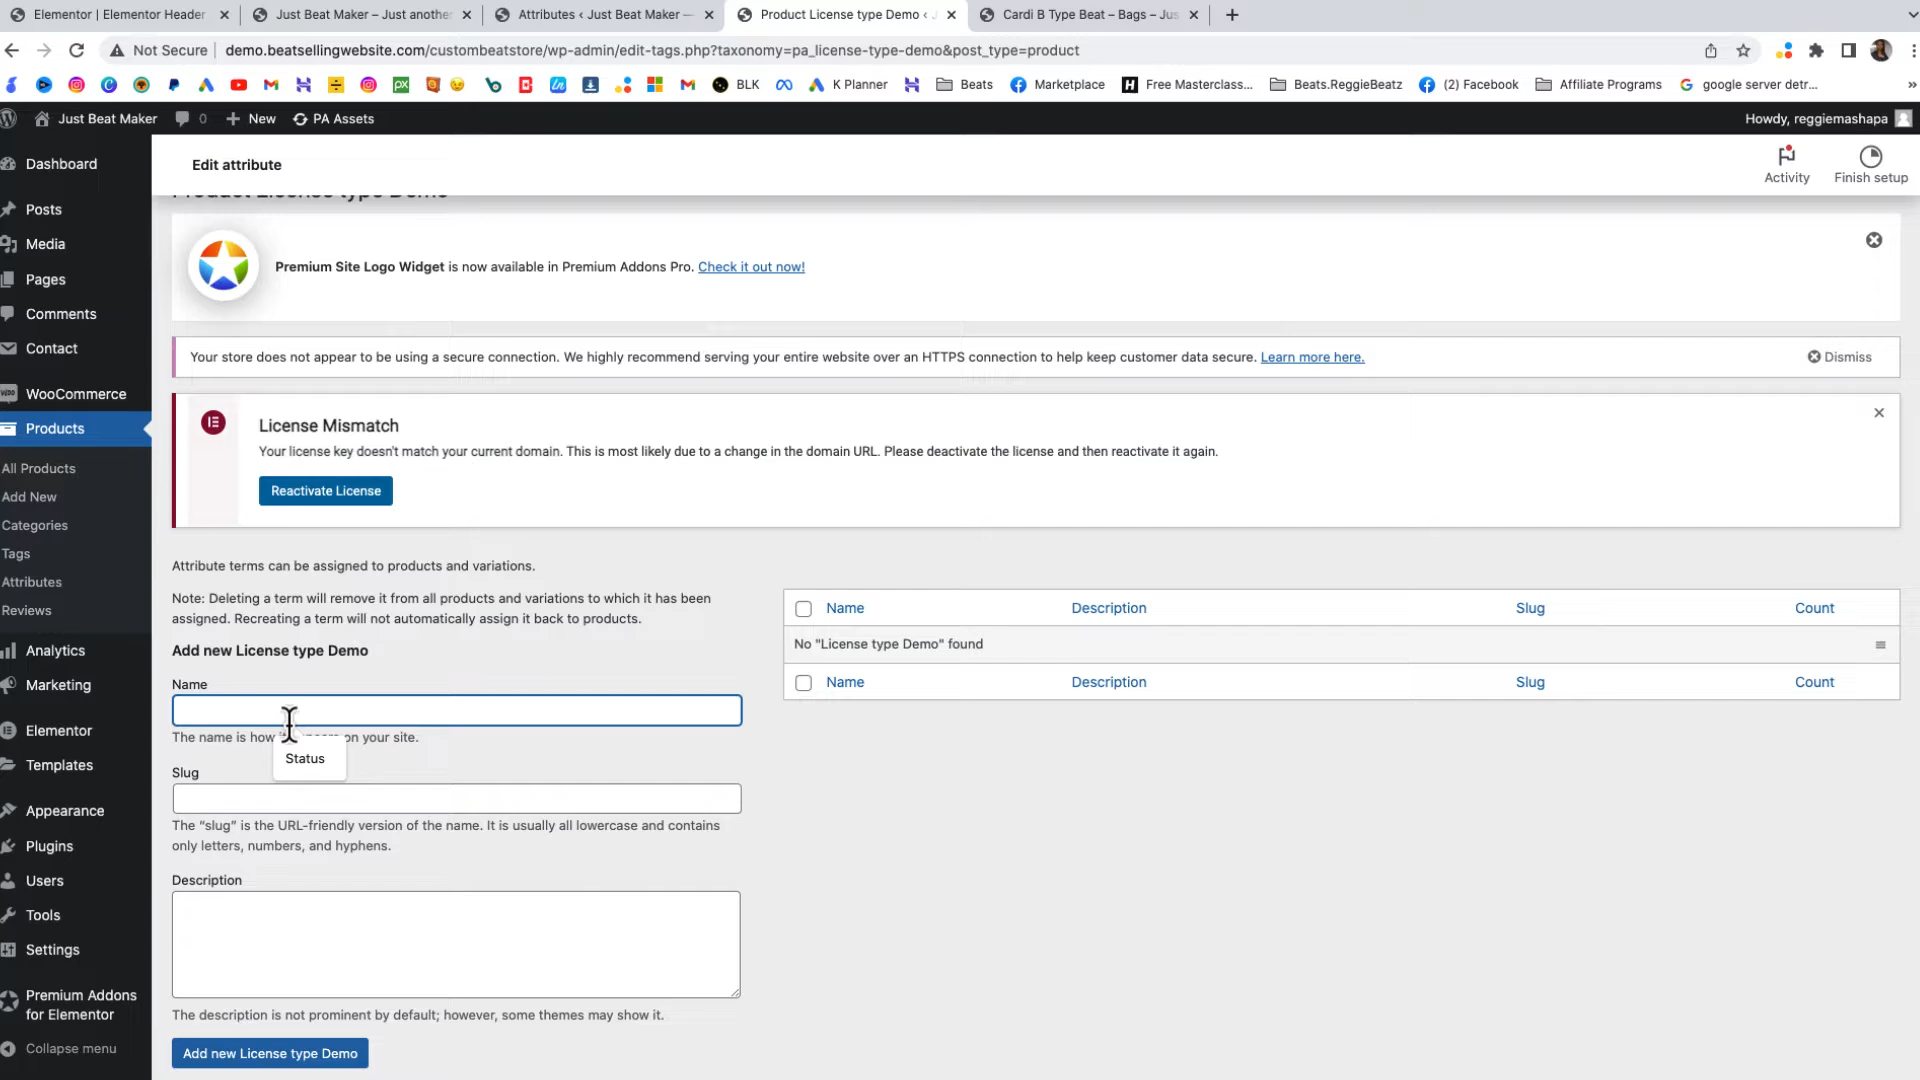 Elementor | Elementor Header
Just Beat Maker – Just another
Attributes ‹ Just Beat Maker —
Product License type Demo ‹
Cardi B Type Beat – Bags – Jus
Not Secure
demo.beatsellingwebsite.com/custombeatstore/wp-admin/edit-tags.php?taxonomy=pa_license-type-demo&post_type=product
BLK
K Planner
Beats
Marketplace
Free Masterclass...
Beats.ReggieBeatz
(2) Facebook
Affiliate Programs
google server detr...
Just Beat Maker
0
New
PA Assets
Howdy, reggiemashapa
Dashboard
Posts
Media
Pages
Comments
Contact
WooCommerce
Products
All Products
Add New
Categories
Tags
Attributes
Reviews
Analytics
Marketing
Elementor
Templates
Appearance
Plugins
Users
Tools
Settings
Premium Addons
for Elementor
Collapse menu
Edit attribute
Activity
Finish setup
Product License type Demo
Premium Site Logo Widget is now available in Premium Addons Pro. Check it out now!
Your store does not appear to be using a secure connection. We highly recommend serving your entire website over an HTTPS connection to help keep customer data secure. Learn more here.
Dismiss
License Mismatch
Your license key doesn't match your current domain. This is most likely due to a change in the domain URL. Please deactivate the license and then reactivate it again.
Reactivate License
Attribute terms can be assigned to products and variations.
Note: Deleting a term will remove it from all products and variations to which it has been
assigned. Recreating a term will not automatically assign it back to products.
Add new License type Demo
Name
The name is how it appears on your site.
Status
Slug
The “slug” is the URL-friendly version of the name. It is usually all lowercase and contains
only letters, numbers, and hyphens.
Description
The description is not prominent by default; however, some themes may show it.
Add new License type Demo
Name Description Slug Count
No "License type Demo" found
Name Description Slug Count